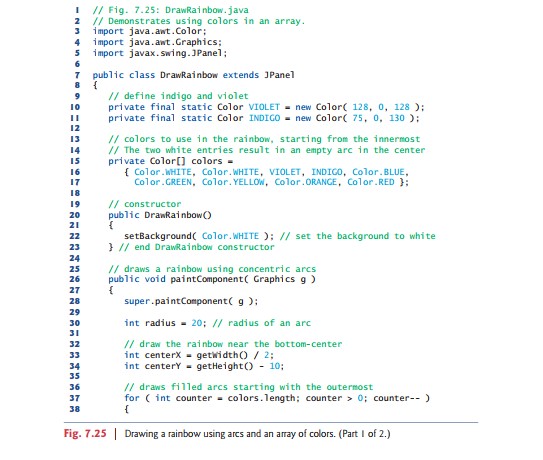 1 // Fig. 7.25: DrawRainbow.java
2 // Demonstrates using colors in an array.
3 import java.awt.Color;
4 import java.awt.Graphics;
5 import javax.swing.JPanel;
6
7 public class DrawRainbow extends JPanel
8 {
9 // define indigo and violet
10 private final static Color VIOLET = new Color( 128, 0, 128 );
11 private final static Color INDIGO = new Color( 75, 0, 130 );
12
13 // colors to use in the rainbow, starting from the innermost
14 // The two white entries result in an empty arc in the center
15 private Color[] colors =
16 { Color.WHITE, Color.WHITE, VIOLET, INDIGO, Color.BLUE,
17 Color.GREEN, Color.YELLOW, Color.ORANGE, Color.RED };
18
19 // constructor
20 public DrawRainbow()
21 {
22 setBackground( Color.WHITE ); // set the background to white
23 } // end DrawRainbow constructor
24
25 // draws a rainbow using concentric arcs
26 public void paintComponent( Graphics g )
27 {
28 super.paintComponent( g );
29
30 int radius = 20; // radius of an arc
31
32 // draw the rainbow near the bottom-center
33 int centerX = getWidth() / 2;
34 int centerY = getHeight() - 10;
35
36 // draws filled arcs starting with the outermost
37 for ( int counter = colors.length; counter > 0; counter-- )
38 {
Fig. 7.25 | Drawing a rainbow using arcs and an array of colors. (Part 1 of 2.)